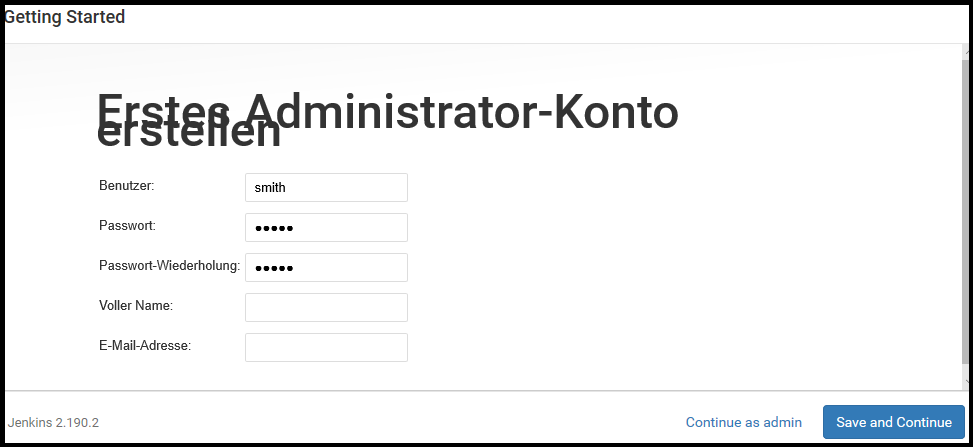 Getting Started
Erstes Administrator-Konto
erstellen
Benutzer: smith
Passwort: •••••
Passwort-Wiederholung: •••••
Voller Name:
E-Mail-Adresse:
Jenkins 2.190.2 Continue as admin Save and Continue